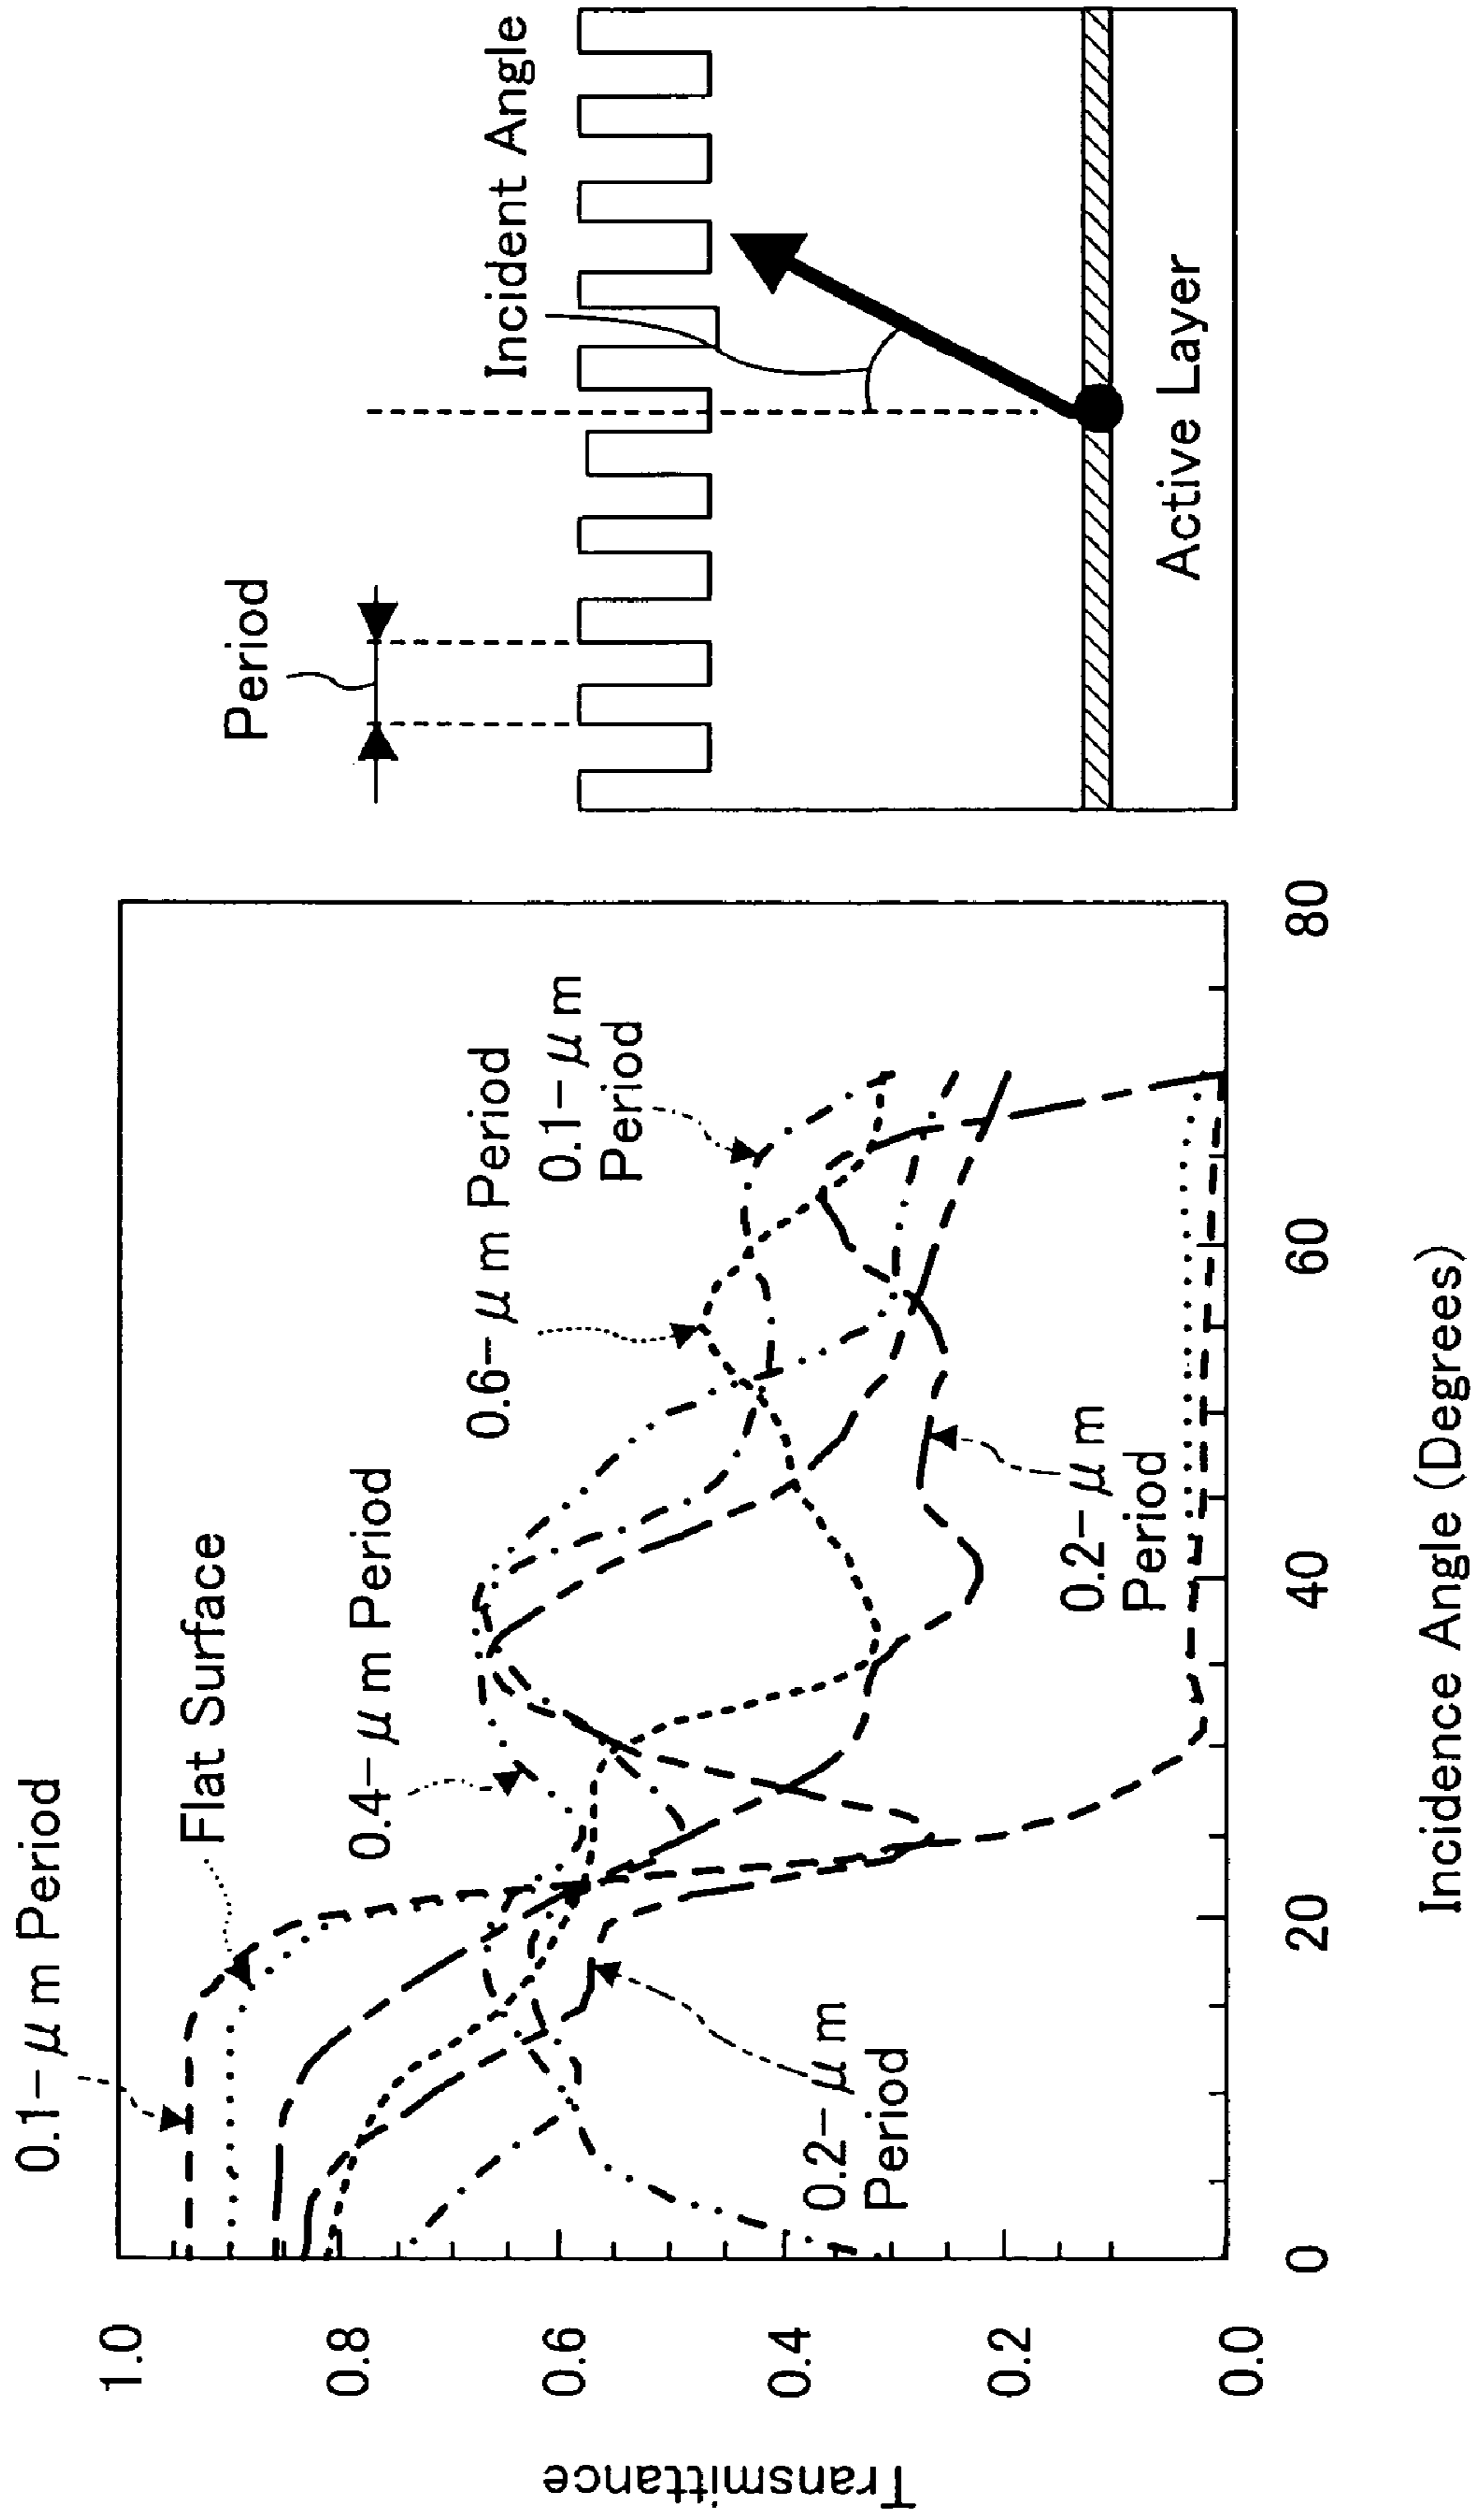 0.1-μm Period
Flat Surface
0.4-μm Period
0.6-μm Period
0.1-μm
Period
0.2-μm
Period
0.2-μm
Period
1.0
0.8
0.6
0.4
0.2
0.0
Transmittance
0
20
40
60
80
Incidence Angle (Degrees)
Period
Incident Angle
Active Layer